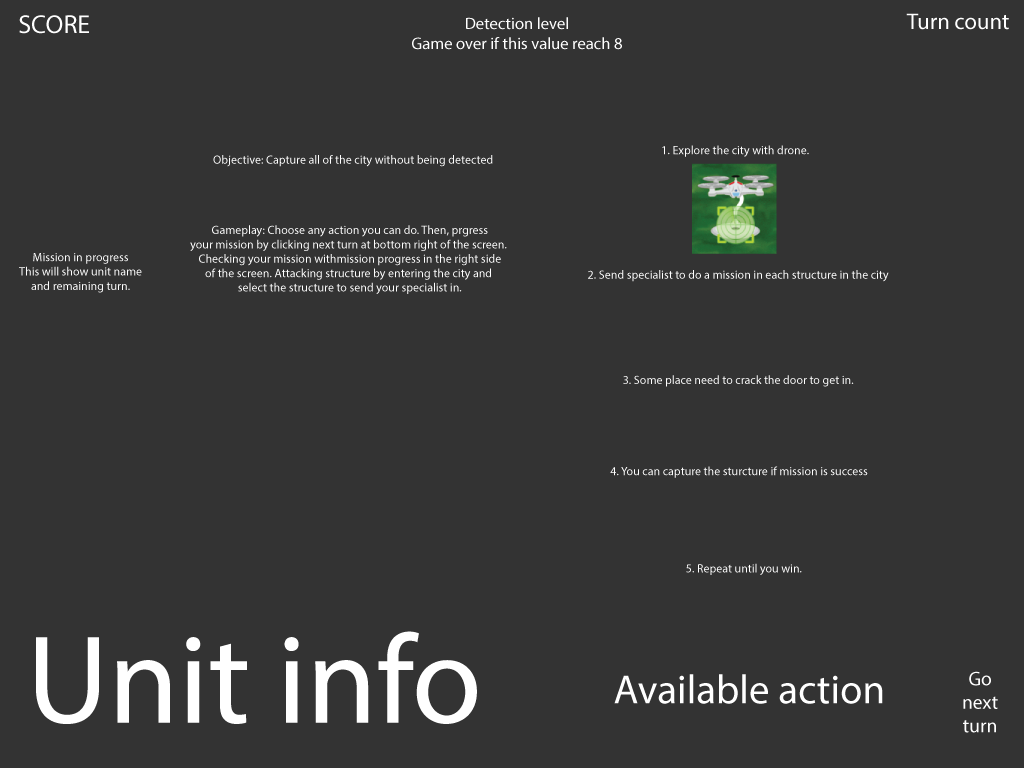 SCORE
Detection level
Game over if this value reach 8
Turn count
Objective: Capture all of the city without being detected
Gameplay: Choose any action you can do. Then, prgress
your mission by clicking next turn at bottom right of the screen.
Checking your mission withmission progress in the right side
of the screen. Attacking structure by entering the city and
select the structure to send your specialist in.
Mission in progress
This will show unit name
and remaining turn.
1. Explore the city with drone.
2. Send specialist to do a mission in each structure in the city
3. Some place need to crack the door to get in.
4. You can capture the sturcture if mission is success
5. Repeat until you win.
Unit info
Available action
Go
next
turn